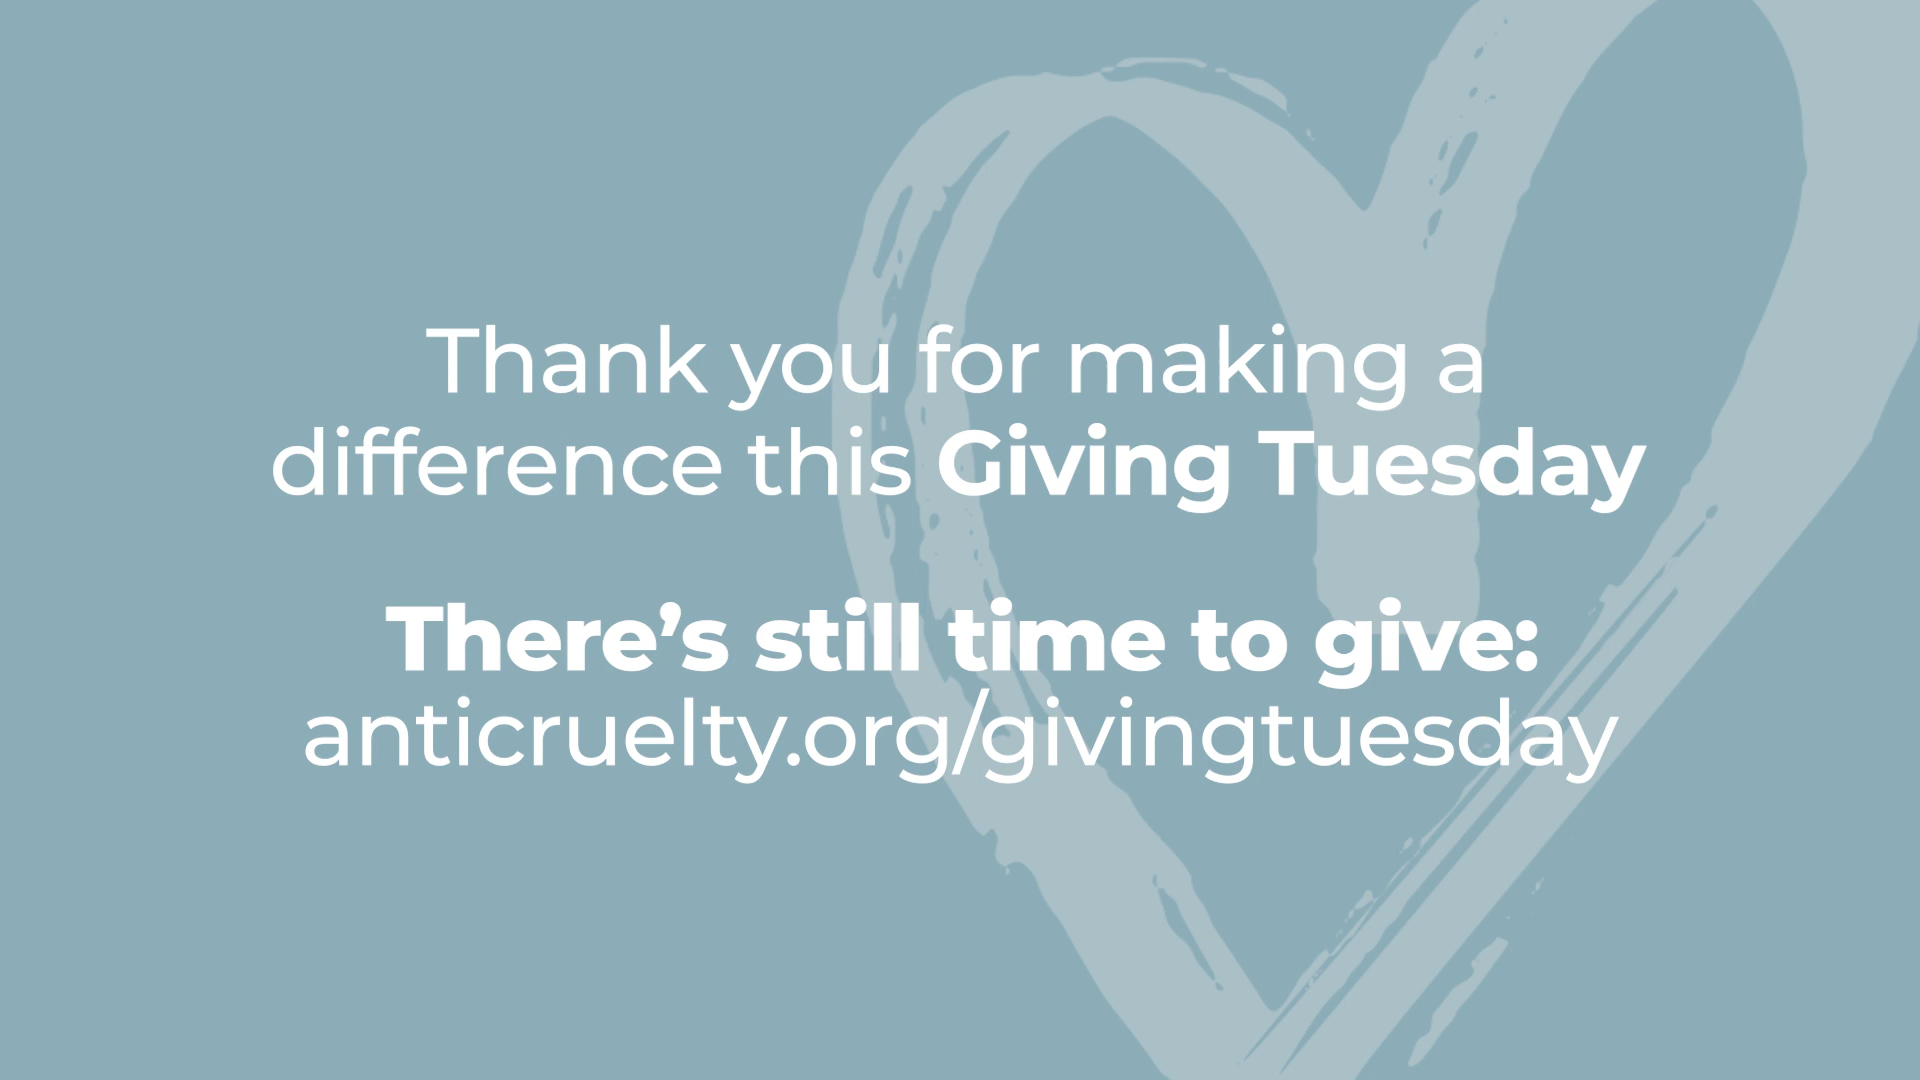 Thank you for making a
difference this Giving Tuesday
There’s still time to give:
anticruelty.org/givingtuesday